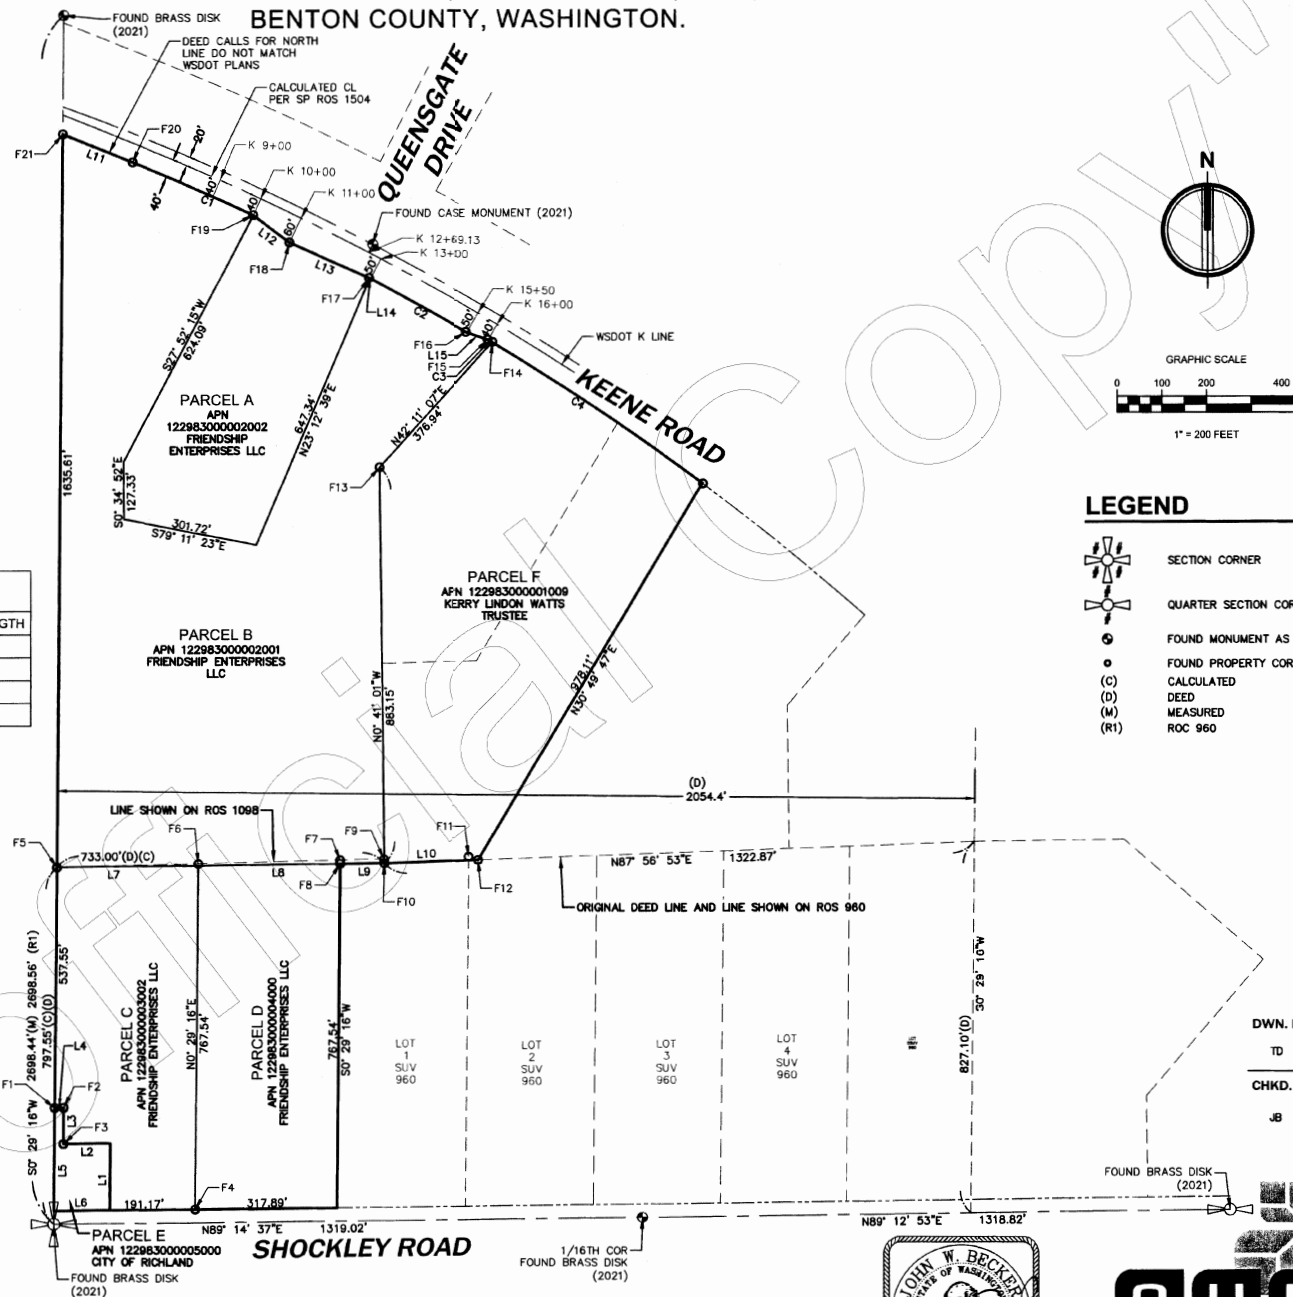 BENTON COUNTY, WASHINGTON.
FOUND BRASS DISK
(2021)
DEED CALLS FOR NORTH
LINE DO NOT MATCH
WSDOT PLANS
CALCULATED CL
PER SP ROS 1504
QUEENSGATE
DRIVE
F20
20'
F21
L11
K 9+00
40'
40'
C1
K 10+00
40'
K 11+00
FOUND CASE MONUMENT (2021)
F19
L12
60'
K 12+69.13
K 13+00
F18
L13
50'
F17
L14
C2
K 15+50
K 16+00
50'
40'
F16
L15
F15
C3
F14
WSDOT K LINE
KEENE ROAD
C4
N
GRAPHIC SCALE
0 100 200 400
1" = 200 FEET
S27° 52' 15"W
624.09'
PARCEL A
APN
122983000002002
FRIENDSHIP
ENTERPRISES LLC
647.34'
N23° 12' 39"E
N42° 11' 07"E
376.94'
F13
1635.61'
S0° 34' 52"E
127.33'
301.72'
S79° 11' 23"E
LEGEND
SECTION CORNER
QUARTER SECTION COR
FOUND MONUMENT AS
FOUND PROPERTY COR
(C) CALCULATED
(D) DEED
(M) MEASURED
(R1) ROC 960
GTH
PARCEL F
APN 122983000001009
KERRY LINDON WATTS
TRUSTEE
PARCEL B
APN 122983000002001
FRIENDSHIP ENTERPRISES
LLC
N0° 41' 01"W
883.15'
978.11'
N30° 49' 47"E
(D)
2054.4'
LINE SHOWN ON ROS 1098
F5
F6
F7
F9
F11
733.00'(D)(C)
L7
L8
L9
L10
F8
F10
F12
N87° 56' 53"E 1322.87'
ORIGINAL DEED LINE AND LINE SHOWN ON ROS 960
S0° 29' 16"W 2698.44'(M) 2698.56' (R1)
797.55'(C)(D)
537.55'
PARCEL C
APN 122983000003002
FRIENDSHIP ENTERPRISES LLC
N0° 29' 16"E
767.54'
PARCEL D
APN 122983000004000
FRIENDSHIP ENTERPRISES LLC
767.54'
S0° 29' 16"W
LOT
1
SUV
960
LOT
2
SUV
960
LOT
3
SUV
960
LOT
4
SUV
960
827.10'(D)
30° 29' 10"W
DWN.
TD
CHKD.
JB
F1
L4
F2
L3
F3
L2
L5
L1
L6
191.17'
F4
317.89'
N89° 14' 37"E 1319.02'
PARCEL E
APN 122983000005000
CITY OF RICHLAND
FOUND BRASS DISK
(2021)
SHOCKLEY ROAD
1/16TH COR
FOUND BRASS DISK
(2021)
N89° 12' 53"E 1318.82'
FOUND BRASS DISK
(2021)
JOHN W. BECKER
STATE OF WASHINGTON
official Copy"